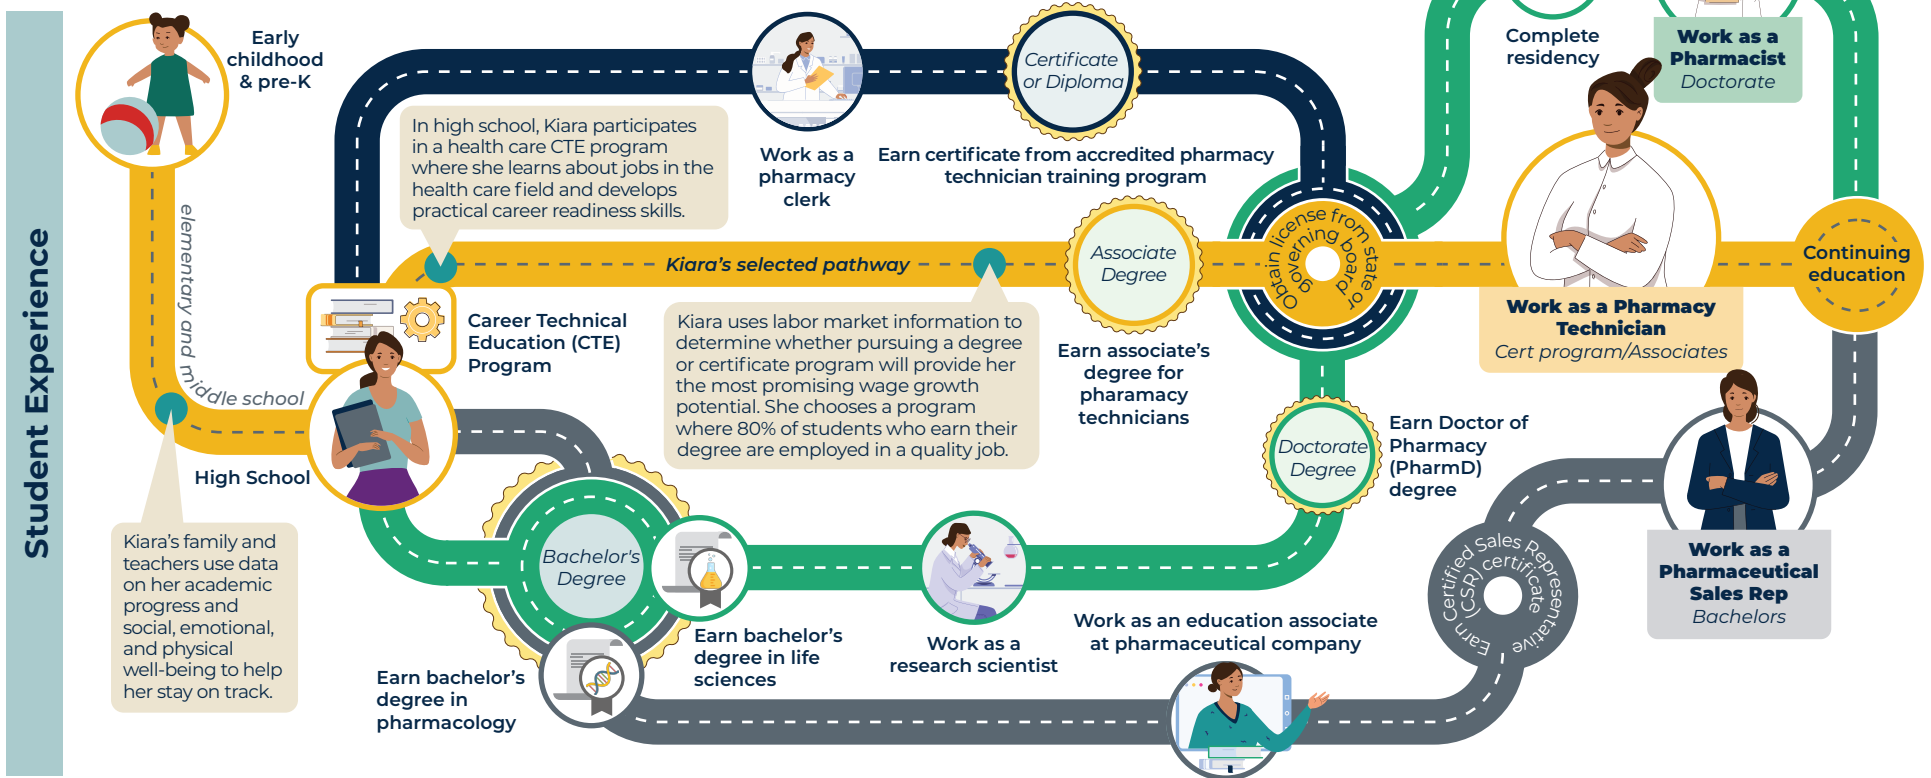 Student Experience
Early
childhood
& pre-K
elementary and middle school
Kiara's family and
teachers use data
on her academic
progress and
social, emotional,
and physical
well-being to help
her stay on track.
High School
In high school, Kiara participates
in a health care CTE program
where she learns about jobs in the
health care field and develops
practical career readiness skills.
Career Technical
Education (CTE)
Program
Work as a
pharmacy
clerk
Certificate
or Diploma
Earn certificate from accredited pharmacy
technician training program
Kiara's selected pathway
Kiara uses labor market information to
determine whether pursuing a degree
or certificate program will provide her
the most promising wage growth
potential. She chooses a program
where 80% of students who earn their
degree are employed in a quality job.
Associate
Degree
Earn associate's
degree for
pharamacy
technicians
Obtain license from state or
governing board
Complete
residency
Work as a
Pharmacist
Doctorate
Work as a Pharmacy
Technician
Cert program/Associates
Continuing
education
Bachelor's
Degree
Earn bachelor's
degree in life
sciences
Work as a
research scientist
Doctorate
Degree
Earn Doctor of
Pharmacy
(PharmD)
degree
Earn bachelor's
degree in
pharmacology
Work as an education associate
at pharmaceutical company
Earn Certified Sales Representative
(CSR) certificate
Work as a
Pharmaceutical
Sales Rep
Bachelors